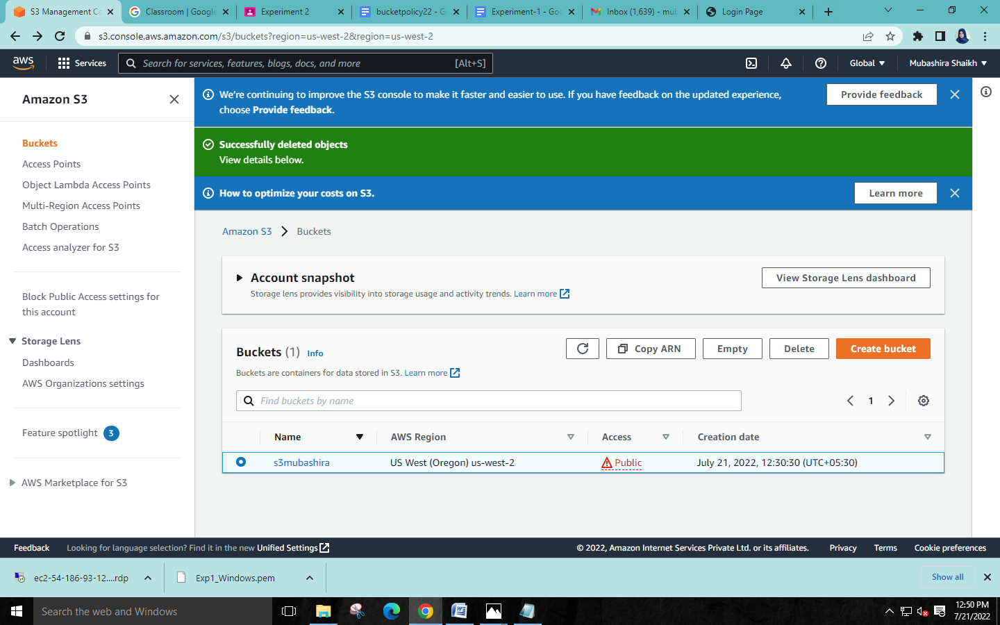 S3 Management Co
Classroom | Google
Experiment 2
bucketpolicy22 - G
Experiment-1 - Goo
Inbox (1,639) - mub
Login Page
s3.console.aws.amazon.com/s3/buckets?region=us-west-2&region=us-west-2
aws
Services
Search for services, features, blogs, docs, and more
[Alt+S]
Global
Mubashira Shaikh
Amazon S3
Buckets
Access Points
Object Lambda Access Points
Multi-Region Access Points
Batch Operations
Access analyzer for S3
Block Public Access settings for
this account
Storage Lens
Dashboards
AWS Organizations settings
Feature spotlight 3
AWS Marketplace for S3
We're continuing to improve the S3 console to make it faster and easier to use. If you have feedback on the updated experience,
choose Provide feedback.
Provide feedback
Successfully deleted objects
View details below.
How to optimize your costs on S3.
Learn more
Amazon S3 > Buckets
Account snapshot
Storage lens provides visibility into storage usage and activity trends. Learn more
View Storage Lens dashboard
Buckets (1) Info
Copy ARN
Empty
Delete
Create bucket
Buckets are containers for data stored in S3. Learn more
Find buckets by name
1
Name AWS Region Access Creation date
s3mubashira US West (Oregon) us-west-2 Public July 21, 2022, 12:30:30 (UTC+05:30)
Feedback
Looking for language selection? Find it in the new Unified Settings
© 2022, Amazon Internet Services Private Ltd. or its affiliates.
Privacy
Terms
Cookie preferences
ec2-54-186-93-12....rdp
Exp1_Windows.pem
Show all
Search the web and Windows
12:50 PM
7/21/2022